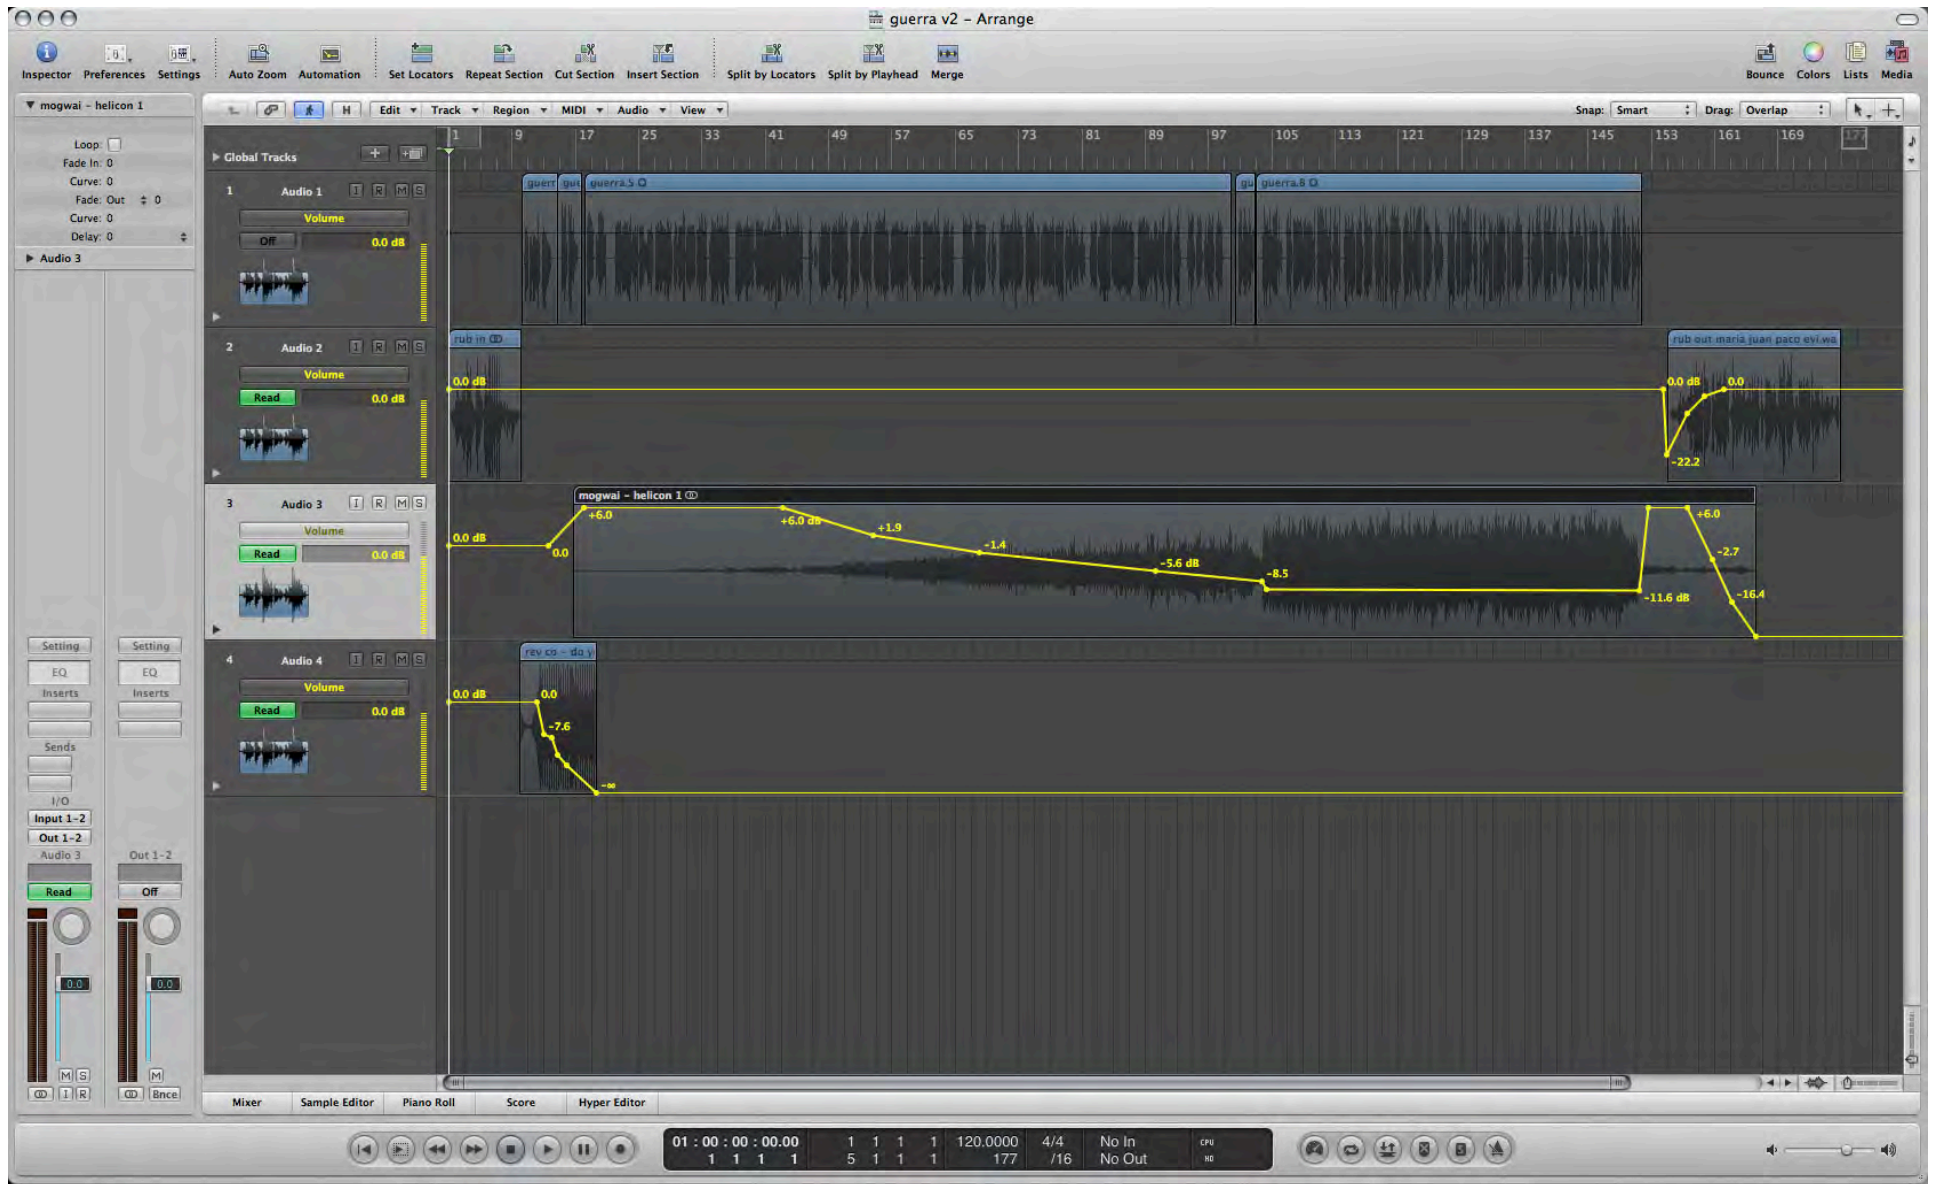 guerra v2 – Arrange
Inspector Preferences Settings Auto Zoom Automation Set Locators Repeat Section Cut Section Insert Section Split by Locators Split by Playhead Merge Bounce Colors Lists Media
mogwai – helicon 1
H Edit Track Region MIDI Audio View Snap: Smart Drag: Overlap
Loop:
Fade In: 0
Curve: 0
Fade: Out 0
Curve: 0
Delay: 0
Audio 3
1 9 17 25 33 41 49 57 65 73 81 89 97 105 113 121 129 137 145 153 161 169 177
Global Tracks
1 Audio 1 I R M S
Volume
Off 0.0 dB
guerr gue guerra.5 gu guerra.8
2 Audio 2 I R M S
Volume
Read 0.0 dB
rub in rub out maria juan paco evi.wa
0.0 dB 0.0 dB 0.0
-22.2
3 Audio 3 I R M S
Volume
Read 0.0 dB
mogwai – helicon 1
0.0 dB 0.0 +6.0 +6.0 dB +1.9 -1.4 -5.6 dB -8.5 -11.6 dB +6.0 -2.7 -16.4
4 Audio 4 I R M S
Volume
Read 0.0 dB
rev co – do y
0.0 dB 0.0
-7.6
-∞
Setting Setting
EQ EQ
Inserts Inserts
Sends
I/O
Input 1-2
Out 1-2
Audio 3 Out 1-2
Read Off
0.0 0.0
M S M
I R Bnce
Mixer Sample Editor Piano Roll Score Hyper Editor
01 : 00 : 00 : 00.00 1 1 1 1 120.0000 4/4 No In CPU
1 1 1 1 5 1 1 1 177 /16 No Out HD